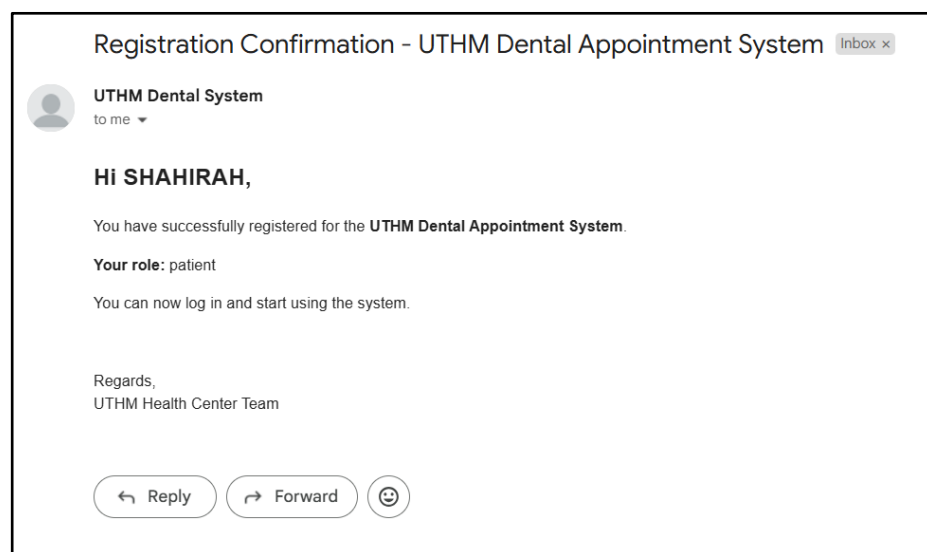 Registration Confirmation - UTHM Dental Appointment System Inbox ×
UTHM Dental System
to me
Hi SHAHIRAH,
You have successfully registered for the UTHM Dental Appointment System.
Your role: patient
You can now log in and start using the system.
Regards,
UTHM Health Center Team
Reply Forward